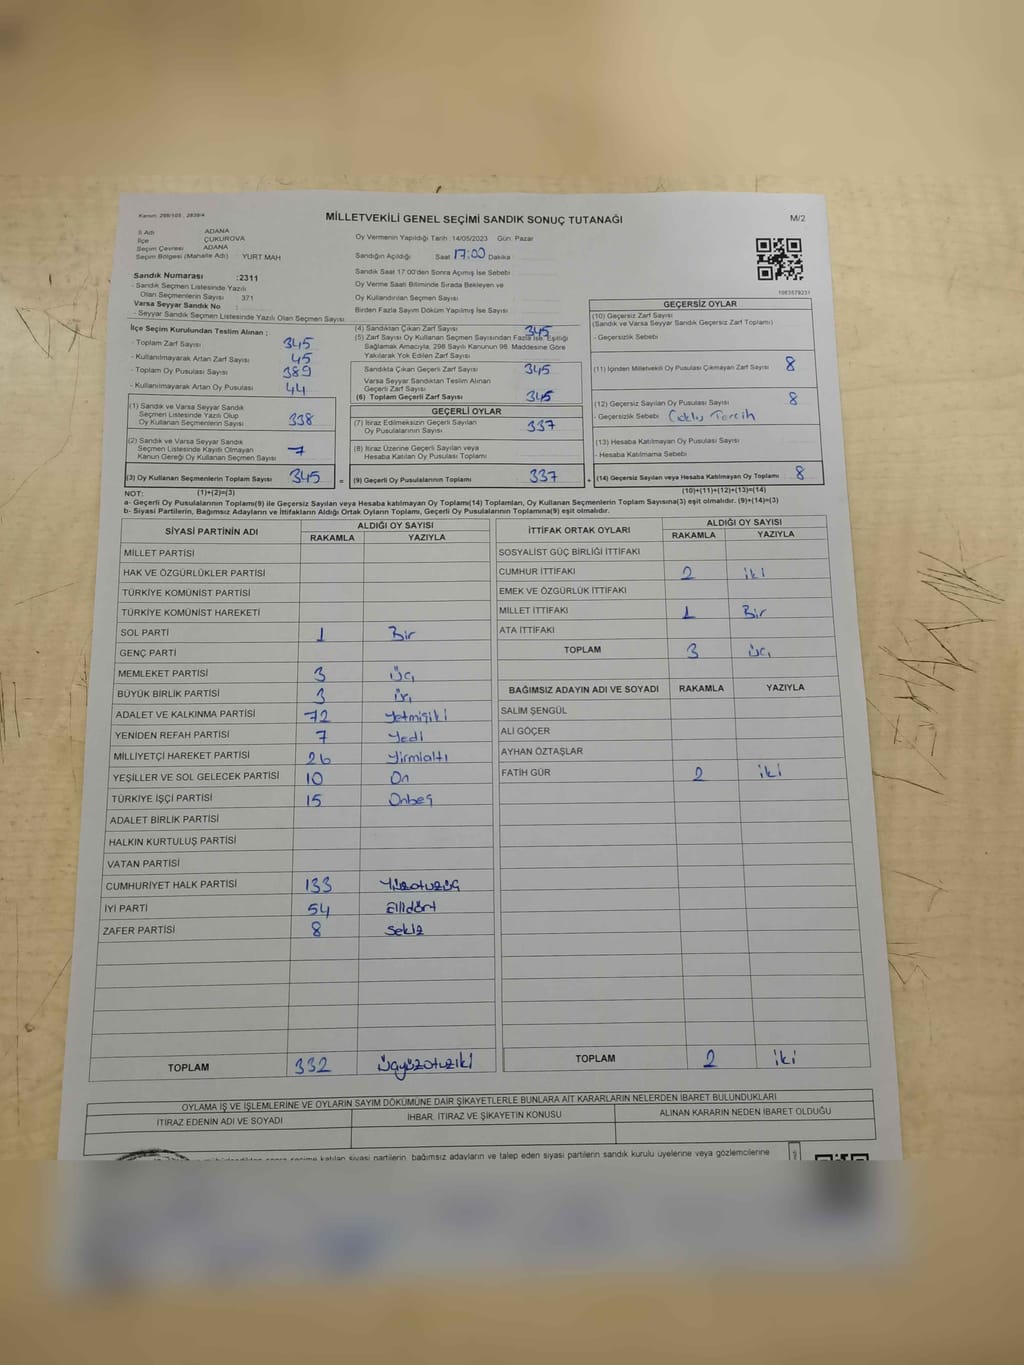 Kanun: 298/105 , 2839/4
MİLLETVEKİLİ GENEL SEÇİMİ SANDIK SONUÇ TUTANAĞI
M/2
İl Adı ADANA
İlçe ÇUKUROVA
Seçim Çevresi ADANA
Seçim Bölgesi (Mahalle Adı) YURT MAH
Oy Vermenin Yapıldığı Tarih :14/05/2023 Gün: Pazar
Sandığın Açıldığı Saat 17:00 Dakika
Sandık Saat 17.00'den Sonra Açımış İse Sebebi
Oy Verme Saati Bitiminde Sırada Bekleyen ve
Oy Kullandırılan Seçmen Sayısı
Birden Fazla Sayım Döküm Yapılmış İse Sayısı
Sandık Numarası :2311
- Sandık Seçmen Listesinde Yazılı
Olan Seçmenlerin Sayısı 371
Varsa Seyyar Sandık No :
- Seyyar Sandık Seçmen Listesinde Yazılı Olan Seçmen Sayısı
1063579231
İlçe Seçim Kurulundan Teslim Alınan ;
- Toplam Zarf Sayısı 345
- Kullanılmayarak Artan Zarf Sayısı 45
- Toplam Oy Pusulası Sayısı 389
- Kullanılmayarak Artan Oy Pusulası 44
(1) Sandık ve Varsa Seyyar Sandık
Seçmen Listesinde Yazılı Olup
Oy Kullanan Seçmenlerin Sayısı 338
(2) Sandık ve Varsa Seyyar Sandık
Seçmen Listesinde Kayıtlı Olmayan
Kanun Gereği Oy Kullanan Seçmen Sayısı 7
(3) Oy Kullanan Seçmenlerin Toplam Sayısı 345 =
(1)+(2)=(3)
(4) Sandıktan Çıkan Zarf Sayısı 345
(5) Zarf Sayısı Oy Kullanan Seçmen Sayısından Fazla İse, Eşitliği
Sağlamak Amacıyla, 298 Sayılı Kanunun 98. Maddesine Göre
Yakılarak Yok Edilen Zarf Sayısı
Sandıkta Çıkan Geçerli Zarf Sayısı 345
Varsa Seyyar Sandıktan Teslim Alınan
Geçerli Zarf Sayısı
(6) Toplam Geçerli Zarf Sayısı 345
GEÇERLİ OYLAR
(7) İtiraz Edilmeksizin Geçerli Sayılan
Oy Pusulalarının Sayısı 337
(8) İtiraz Üzerine Geçerli Sayılan veya
Hesaba Katılan Oy Pusulası Toplamı
(9) Geçerli Oy Pusulalarının Toplamı 337 +
GEÇERSİZ OYLAR
(10) Geçersiz Zarf Sayısı
(Sandık ve Varsa Seyyar Sandık Geçersiz Zarf Toplamı)
- Geçersizlik Sebebi
(11) İçinden Milletvekili Oy Pusulası Çıkmayan Zarf Sayısı 8
(12) Geçersiz Sayılan Oy Pusulası Sayısı 8
- Geçersizlik Sebebi Çoklu Tercih
(13) Hesaba Katılmayan Oy Pusulası Sayısı
- Hesaba Katılmama Sebebi
(14) Geçersiz Sayılan veya Hesaba Katılmayan Oy Toplamı 8
(10)+(11)+(12)+(13)=(14)
NOT:
a- Geçerli Oy Pusulalarının Toplamı(9) ile Geçersiz Sayılan veya Hesaba katılmayan Oy Toplamı(14) Toplamları, Oy Kullanan Seçmenlerin Toplam Sayısına(3) eşit olmalıdır. (9)+(14)=(3)
b- Siyasi Partilerin, Bağımsız Adayların ve İttifakların Aldığı Ortak Oyların Toplamı, Geçerli Oy Pusulalarının Toplamına(9) eşit olmalıdır.
SİYASİ PARTİNİN ADI ALDIĞI OY SAYISI
RAKAMLA YAZIYLA
MİLLET PARTİSİ
HAK VE ÖZGÜRLÜKLER PARTİSİ
TÜRKİYE KOMÜNİST PARTİSİ
TÜRKİYE KOMÜNİST HAREKETİ
SOL PARTİ 1 Bir
GENÇ PARTİ
MEMLEKET PARTİSİ 3 Üç
BÜYÜK BİRLİK PARTİSİ 3 üç
ADALET VE KALKINMA PARTİSİ 72 Yetmişiki
YENİDEN REFAH PARTİSİ 7 Yedi
MİLLİYETÇİ HAREKET PARTİSİ 26 Yirmialtı
YEŞİLLER VE SOL GELECEK PARTİSİ 10 On
TÜRKİYE İŞÇİ PARTİSİ 15 Onbeş
ADALET BİRLİK PARTİSİ
HALKIN KURTULUŞ PARTİSİ
VATAN PARTİSİ
CUMHURİYET HALK PARTİSİ 133 Yüzotuzüç
İYİ PARTİ 54 Ellidört
ZAFER PARTİSİ 8 Sekiz
TOPLAM 332 Üçyüzotuziki
İTTİFAK ORTAK OYLARI ALDIĞI OY SAYISI
RAKAMLA YAZIYLA
SOSYALİST GÜÇ BİRLİĞİ İTTİFAKI
CUMHUR İTTİFAKI 2 iki
EMEK VE ÖZGÜRLÜK İTTİFAKI
MİLLET İTTİFAKI 1 Bir
ATA İTTİFAKI
TOPLAM 3 üç
BAĞIMSIZ ADAYIN ADI VE SOYADI RAKAMLA YAZIYLA
SALİM ŞENGÜL
ALİ GÖÇER
AYHAN ÖZTAŞLAR
FATİH GÜR 2 iki
TOPLAM 2 iki
OYLAMA İŞ VE İŞLEMLERİNE VE OYLARIN SAYIM DÖKÜMÜNE DAİR ŞİKAYETLERLE BUNLARA AİT KARARLARIN NELERDEN İBARET BULUNDUKLARI
İTİRAZ EDENİN ADI VE SOYADI İHBAR, İTİRAZ VE ŞİKAYETİN KONUSU ALINAN KARARIN NEDEN İBARET OLDUĞU
sonra seçime katılan siyasi partilerin, bağımsız adayların ve talep eden siyasi partilerin sandık kurulu üyelerine veya gözlemcilerine